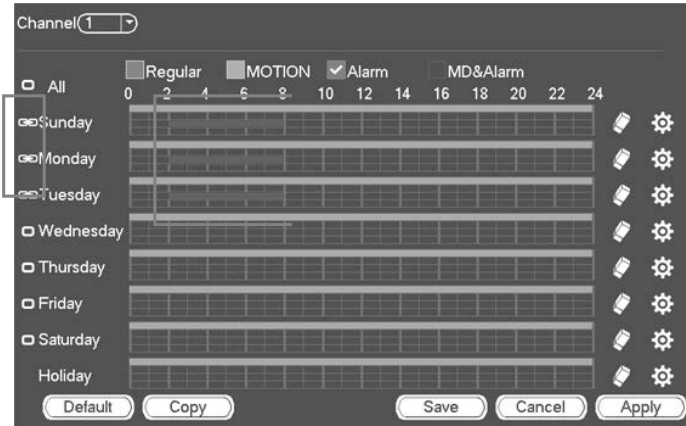 Channel 1
Regular MOTION Alarm MD&Alarm
All
0 2 4 6 8 10 12 14 16 18 20 22 24
Sunday
Monday
Tuesday
Wednesday
Thursday
Friday
Saturday
Holiday
Default Copy Save Cancel Apply